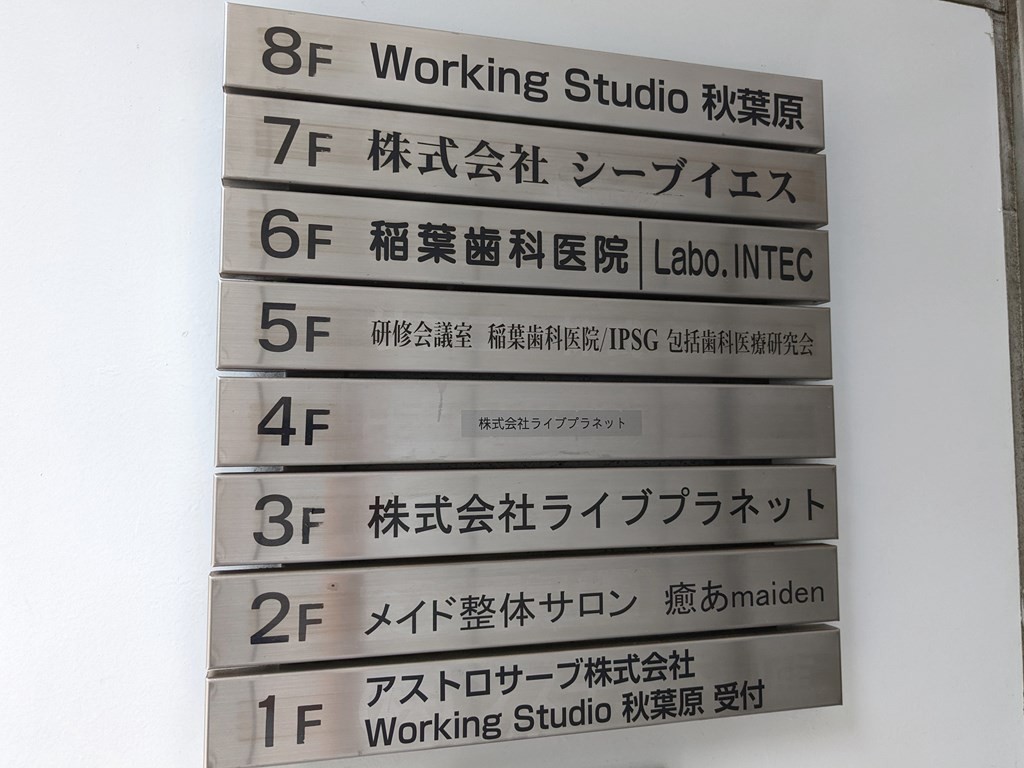 8F Working Studio 秋葉原
7F 株式会社 シーブイエス
6F 稲葉歯科医院 | Labo.INTEC
5F 研修会議室 稲葉歯科医院/IPSG 包括歯科医療研究会
4F 株式会社ライブプラネット
3F 株式会社ライブプラネット
2F メイド整体サロン 癒あmaiden
1F アストロサーブ株式会社
Working Studio 秋葉原 受付